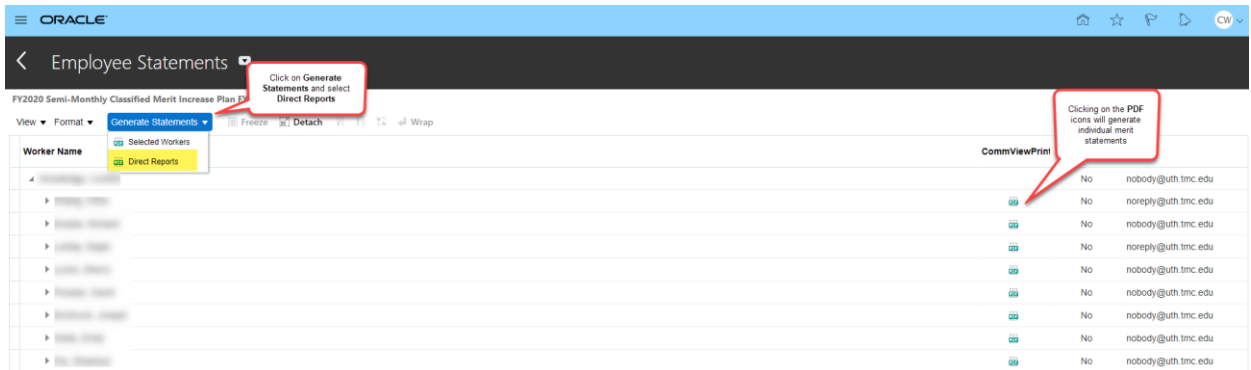 ORACLE
CW
Employee Statements
Click on Generate
Statements and select
Direct Reports
FY2020 Semi-Monthly Classified Merit Increase Plan
Clicking on the PDF
icons will generate
individual merit
statements
View Format Generate Statements Freeze Detach Wrap
Selected Workers
Direct Reports
Worker Name CommViewPrint
No nobody@uth.tmc.edu
No noreply@uth.tmc.edu
No nobody@uth.tmc.edu
No noreply@uth.tmc.edu
No nobody@uth.tmc.edu
No nobody@uth.tmc.edu
No nobody@uth.tmc.edu
No nobody@uth.tmc.edu
No nobody@uth.tmc.edu